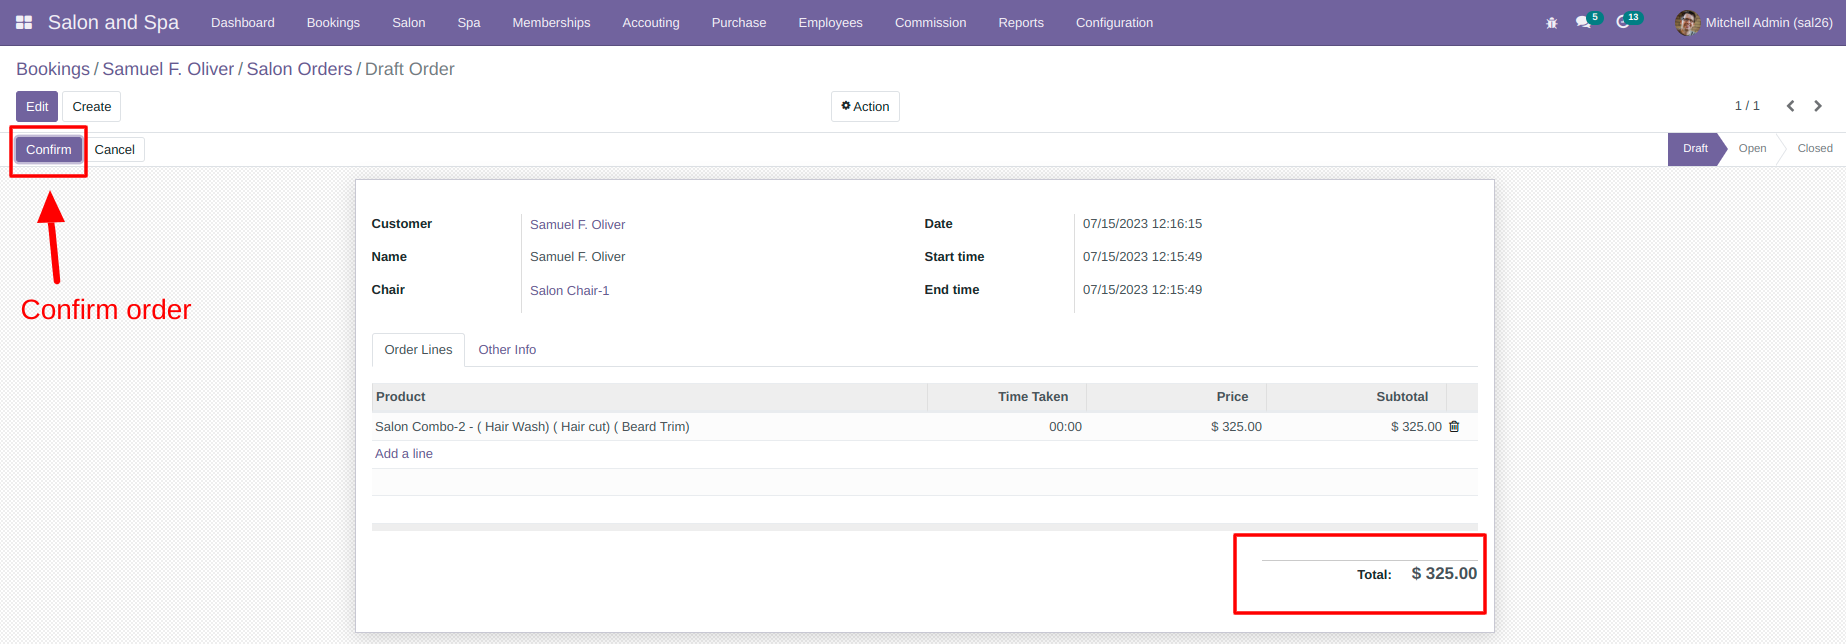 Salon and Spa Dashboard Bookings Salon Spa Memberships Accouting Purchase Employees Commission Reports Configuration 5 13 Mitchell Admin (sal26)
Bookings / Samuel F. Oliver / Salon Orders / Draft Order
Edit Create Action 1 / 1
Confirm Cancel Draft Open Closed
Customer Samuel F. Oliver Date 07/15/2023 12:16:15
Name Samuel F. Oliver Start time 07/15/2023 12:15:49
Chair Salon Chair-1 End time 07/15/2023 12:15:49
Confirm order
Order Lines Other Info
Product Time Taken Price Subtotal
Salon Combo-2 - ( Hair Wash) ( Hair cut) ( Beard Trim) 00:00 $ 325.00 $ 325.00
Add a line
Total: $ 325.00